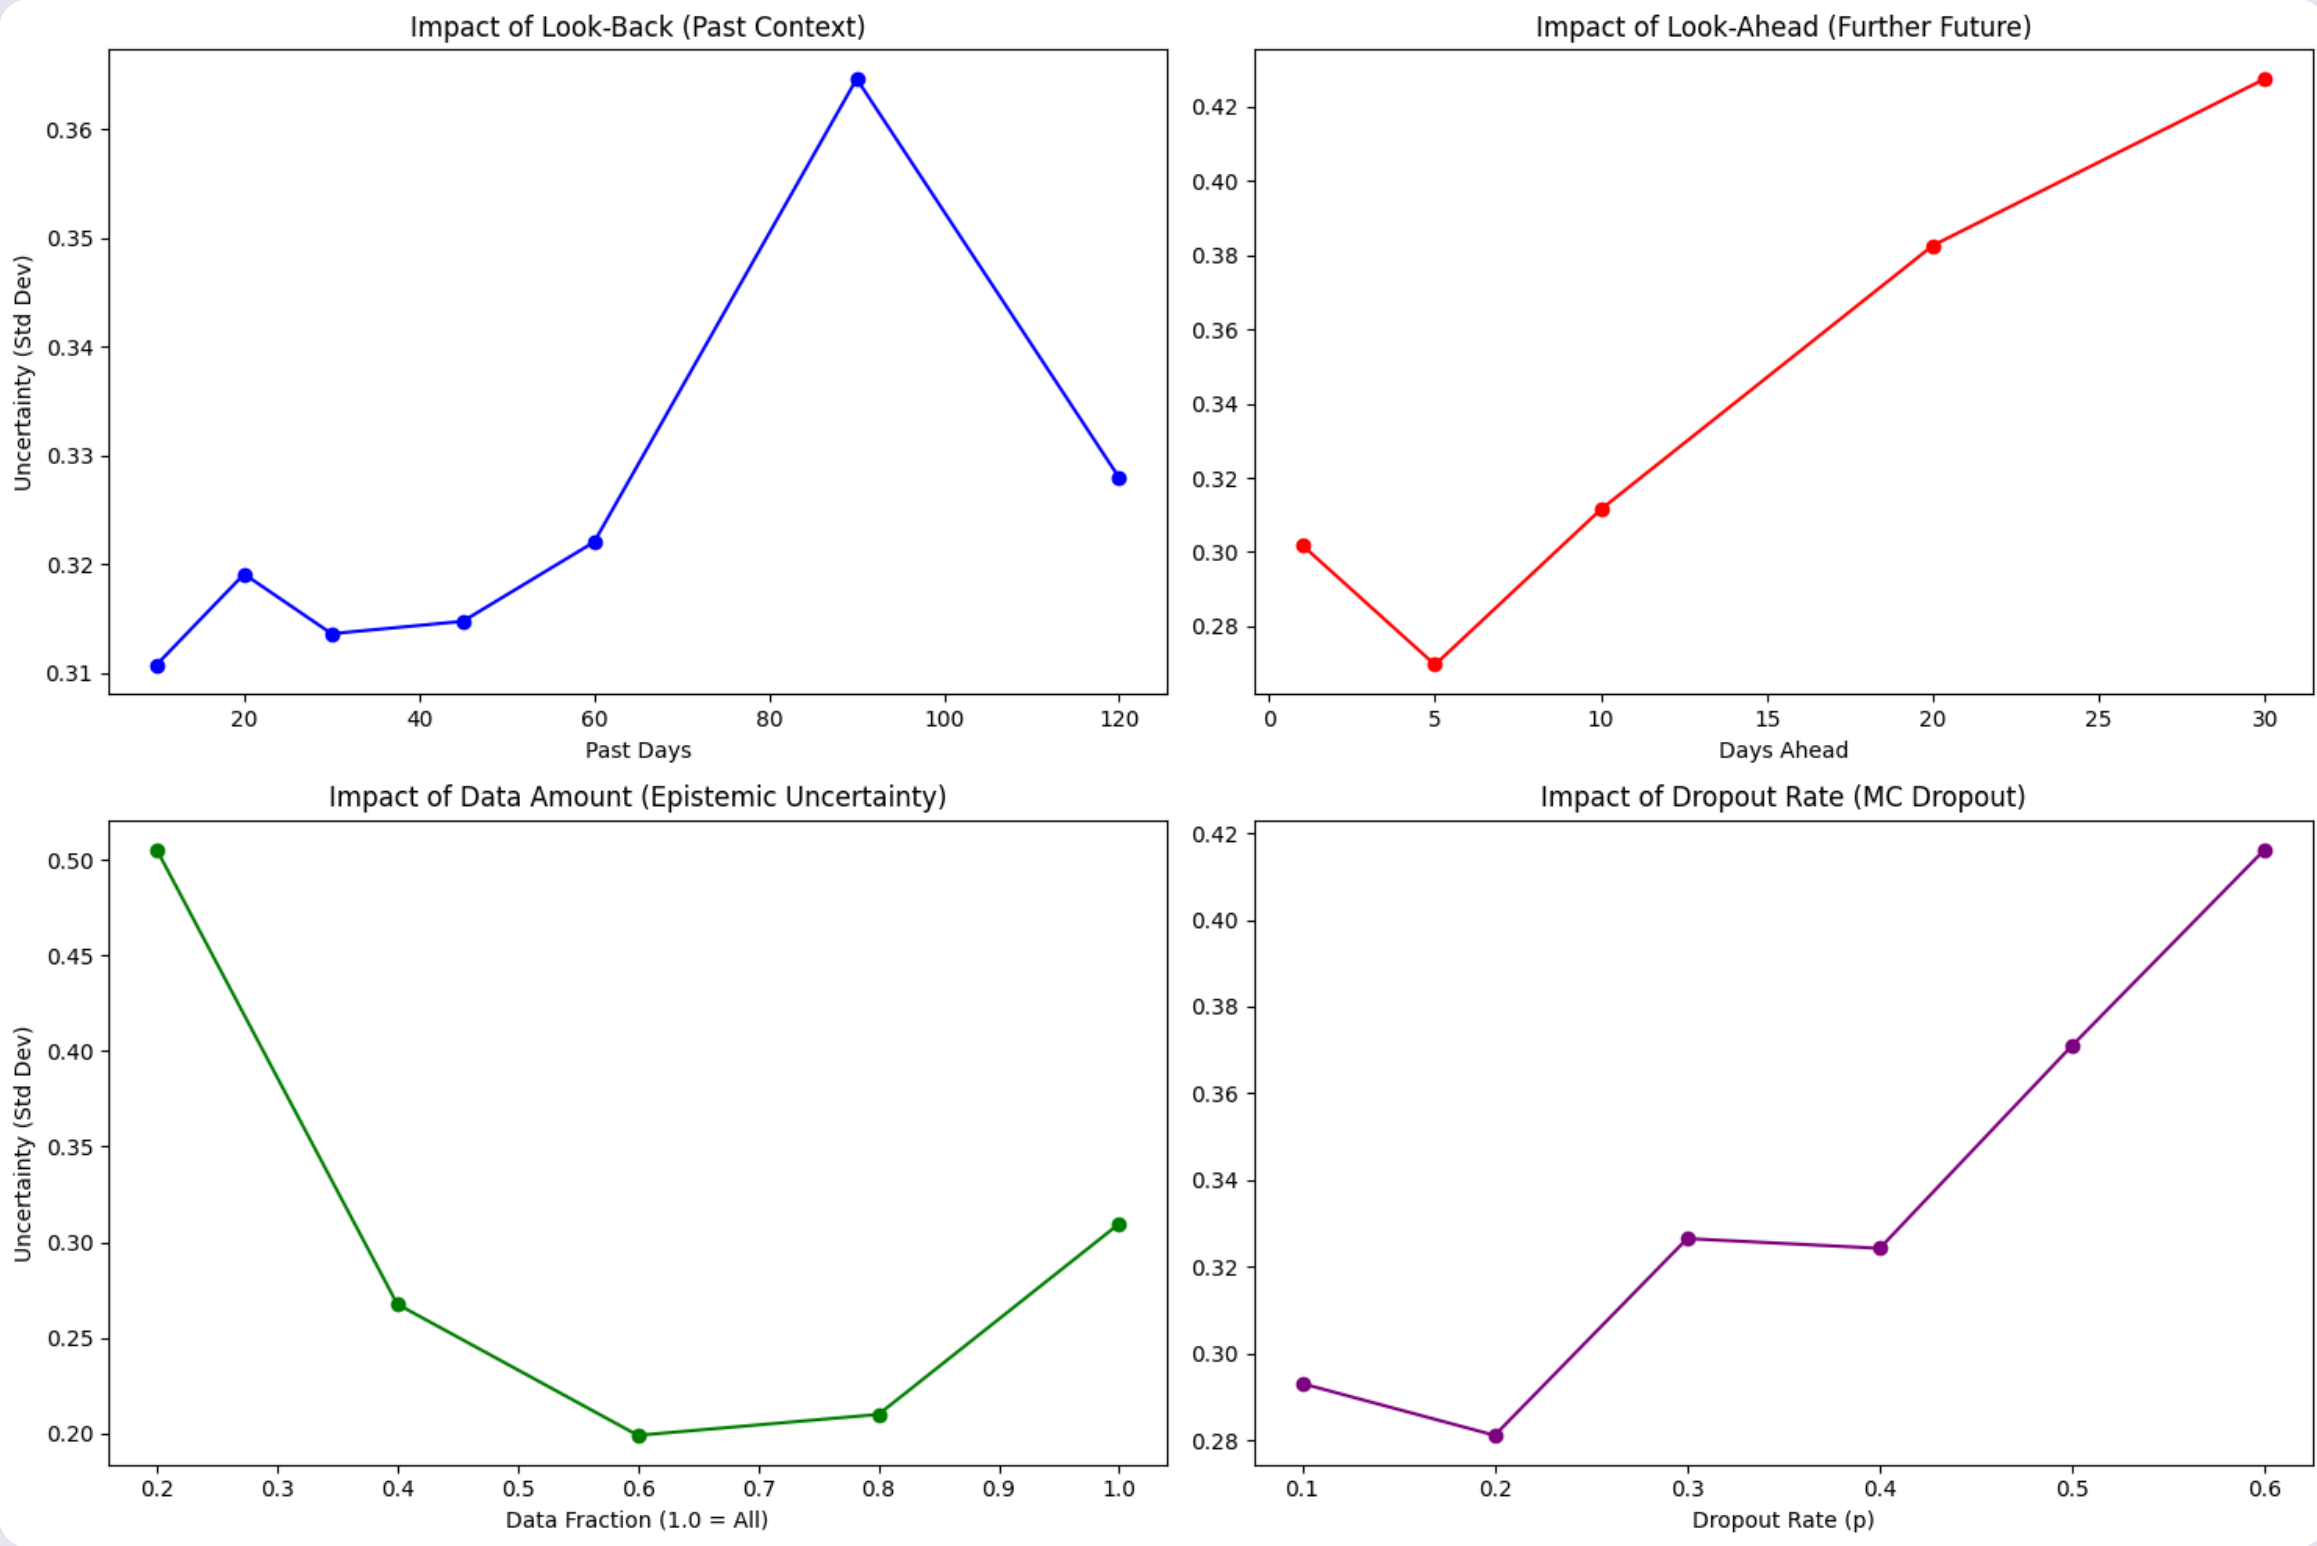 Impact of Look-Back (Past Context)
Uncertainty (Std Dev)
0.36
0.35
0.34
0.33
0.32
0.31
20 40 60 80 100 120
Past Days
Impact of Look-Ahead (Further Future)
0.42
0.40
0.38
0.36
0.34
0.32
0.30
0.28
0 5 10 15 20 25 30
Days Ahead
Impact of Data Amount (Epistemic Uncertainty)
Uncertainty (Std Dev)
0.50
0.45
0.40
0.35
0.30
0.25
0.20
0.2 0.3 0.4 0.5 0.6 0.7 0.8 0.9 1.0
Data Fraction (1.0 = All)
Impact of Dropout Rate (MC Dropout)
0.42
0.40
0.38
0.36
0.34
0.32
0.30
0.28
0.1 0.2 0.3 0.4 0.5 0.6
Dropout Rate (p)